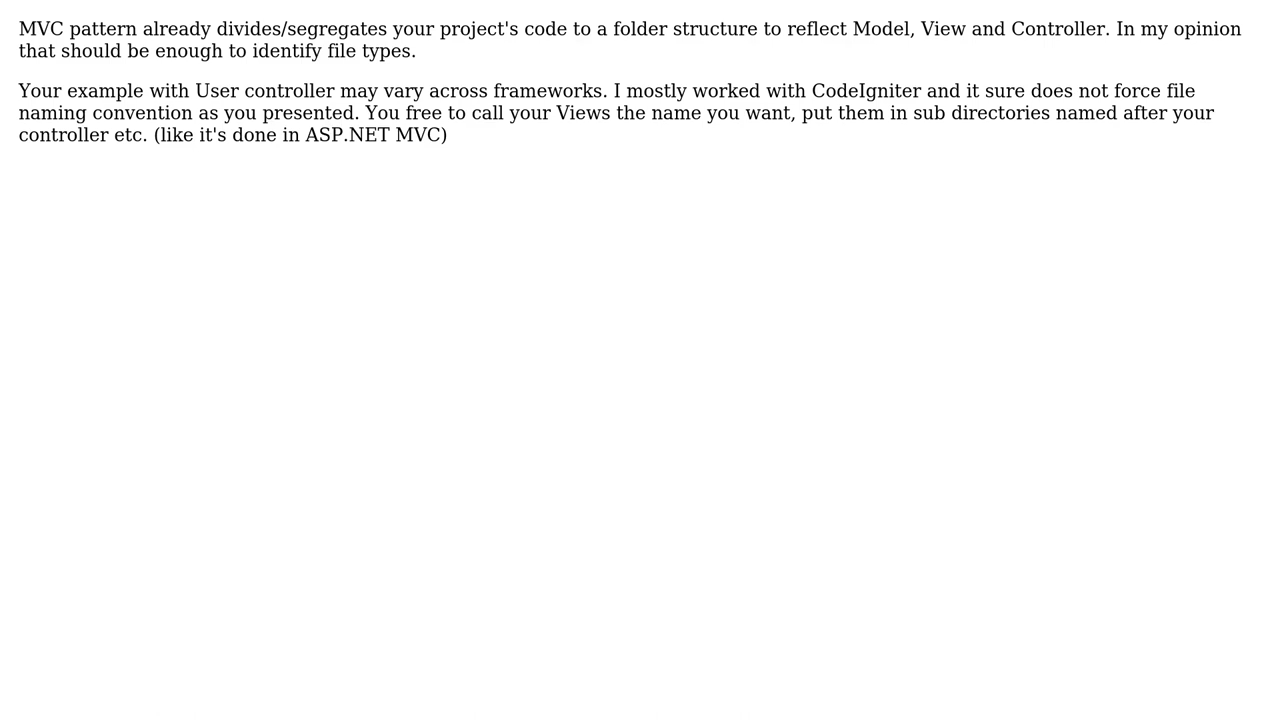 MVC pattern already divides/segregates your project's code to a folder structure to reflect Model, View and Controller. In my opinion
that should be enough to identify file types.
Your example with User controller may vary across frameworks. I mostly worked with CodeIgniter and it sure does not force file
naming convention as you presented. You free to call your Views the name you want, put them in sub directories named after your
controller etc. (like it's done in ASP.NET MVC)